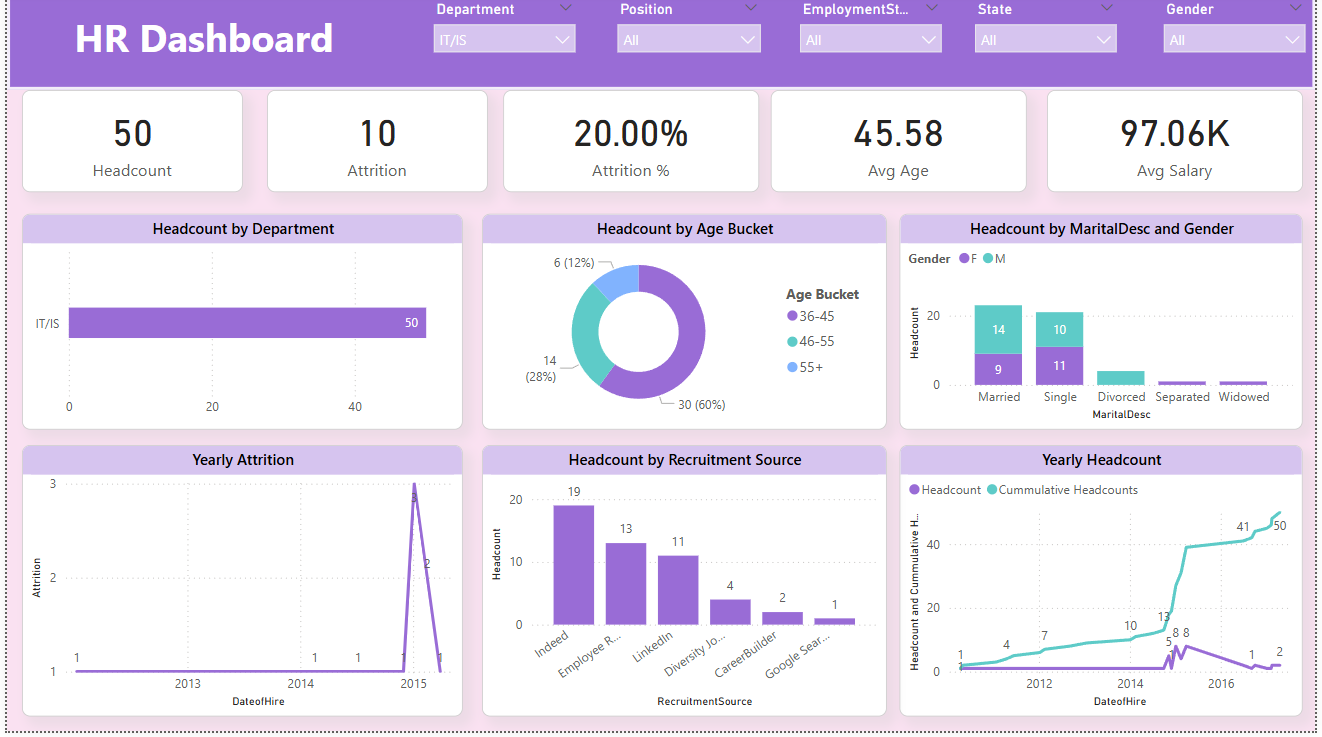 HR Dashboard
Department
Position
EmploymentSt...
State
Gender
IT/IS
All
All
All
All
50
Headcount
10
Attrition
20.00%
Attrition %
45.58
Avg Age
97.06K
Avg Salary
Headcount by Department
IT/IS
50
0 20 40
Headcount by Age Bucket
6 (12%)
14
(28%)
30 (60%)
Age Bucket
36-45
46-55
55+
Headcount by MaritalDesc and Gender
Gender F M
Headcount
20
0
14
9
10
11
Married Single Divorced Separated Widowed
MaritalDesc
Yearly Attrition
Attrition
3
2
1
1
1
1
1
3
2
1
2013 2014 2015
DateofHire
Headcount by Recruitment Source
Headcount
20
10
0
19
13
11
4
2
1
Indeed
Employee R...
LinkedIn
Diversity Jo...
CareerBuilder
Google Sear...
RecruitmentSource
Yearly Headcount
Headcount Cummulative Headcounts
Headcount and Cummulative H...
40
20
0
1
1
4
7
10
13
5
1
8
8
41
1
50
2
2012 2014 2016
DateofHire